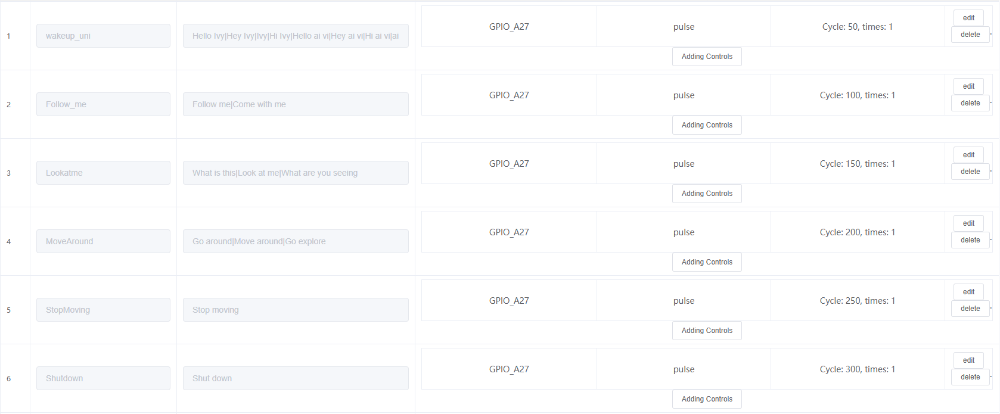 1 wakeup_uni Hello Ivy|Hey Ivy|Ivy|Hi Ivy|Hello ai vi|Hey ai vi|Hi ai vi|ai GPIO_A27 pulse Cycle: 50, times: 1 edit
delete
Adding Controls
2 Follow_me Follow me|Come with me GPIO_A27 pulse Cycle: 100, times: 1 edit
delete
Adding Controls
3 Lookatme What is this|Look at me|What are you seeing GPIO_A27 pulse Cycle: 150, times: 1 edit
delete
Adding Controls
4 MoveAround Go around|Move around|Go explore GPIO_A27 pulse Cycle: 200, times: 1 edit
delete
Adding Controls
5 StopMoving Stop moving GPIO_A27 pulse Cycle: 250, times: 1 edit
delete
Adding Controls
6 Shutdown Shut down GPIO_A27 pulse Cycle: 300, times: 1 edit
delete
Adding Controls